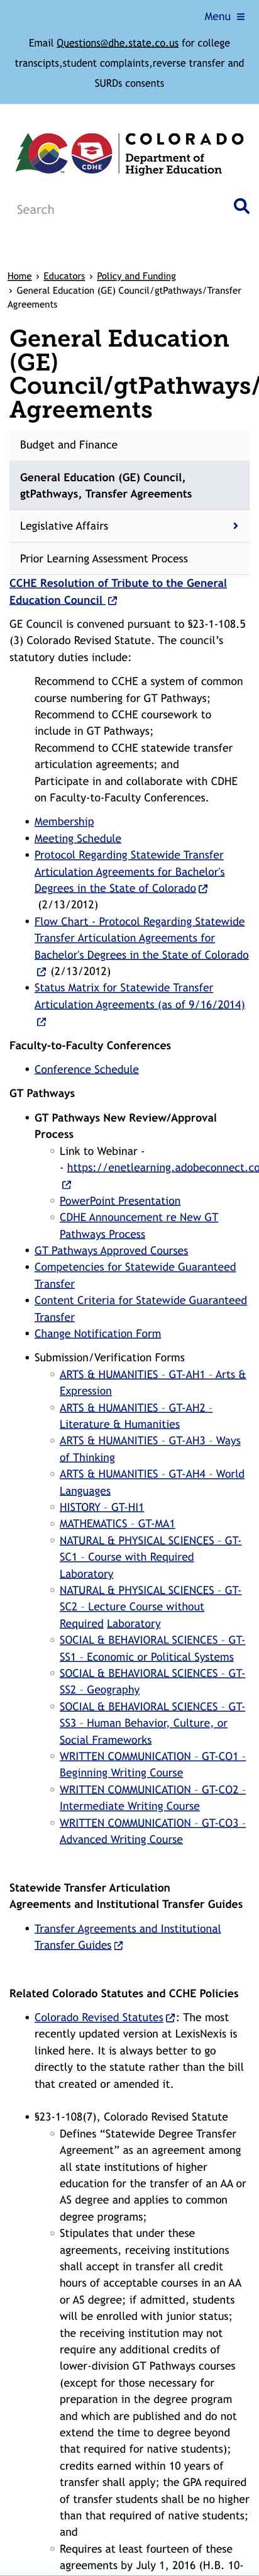 Menu
Email Questions@dhe.state.co.us for college
transcipts,student complaints,reverse transfer and
SURDs consents
COLORADO
Department of
Higher Education
CDHE
Search
Home › Educators › Policy and Funding
› General Education (GE) Council/gtPathways/Transfer
Agreements
General Education
(GE)
Council/gtPathways/
Agreements
Budget and Finance
General Education (GE) Council,
gtPathways, Transfer Agreements
Legislative Affairs
Prior Learning Assessment Process
CCHE Resolution of Tribute to the General
Education Council
GE Council is convened pursuant to §23-1-108.5
(3) Colorado Revised Statute. The council’s
statutory duties include:
Recommend to CCHE a system of common
course numbering for GT Pathways;
Recommend to CCHE coursework to
include in GT Pathways;
Recommend to CCHE statewide transfer
articulation agreements; and
Participate in and collaborate with CDHE
on Faculty-to-Faculty Conferences.
• Membership
• Meeting Schedule
• Protocol Regarding Statewide Transfer
Articulation Agreements for Bachelor's
Degrees in the State of Colorado
(2/13/2012)
• Flow Chart - Protocol Regarding Statewide
Transfer Articulation Agreements for
Bachelor's Degrees in the State of Colorado
(2/13/2012)
• Status Matrix for Statewide Transfer
Articulation Agreements (as of 9/16/2014)
Faculty-to-Faculty Conferences
• Conference Schedule
GT Pathways
• GT Pathways New Review/Approval
Process
◦ Link to Webinar -
- https://enetlearning.adobeconnect.co
◦ PowerPoint Presentation
◦ CDHE Announcement re New GT
Pathways Process
• GT Pathways Approved Courses
• Competencies for Statewide Guaranteed
Transfer
• Content Criteria for Statewide Guaranteed
Transfer
• Change Notification Form
• Submission/Verification Forms
◦ ARTS & HUMANITIES – GT-AH1 - Arts &
Expression
◦ ARTS & HUMANITIES – GT-AH2 –
Literature & Humanities
◦ ARTS & HUMANITIES – GT-AH3 – Ways
of Thinking
◦ ARTS & HUMANITIES – GT-AH4 – World
Languages
◦ HISTORY – GT-HI1
◦ MATHEMATICS – GT-MA1
◦ NATURAL & PHYSICAL SCIENCES – GT-
SC1 – Course with Required
Laboratory
◦ NATURAL & PHYSICAL SCIENCES – GT-
SC2 – Lecture Course without
Required Laboratory
◦ SOCIAL & BEHAVIORAL SCIENCES – GT-
SS1 – Economic or Political Systems
◦ SOCIAL & BEHAVIORAL SCIENCES – GT-
SS2 – Geography
◦ SOCIAL & BEHAVIORAL SCIENCES – GT-
SS3 – Human Behavior, Culture, or
Social Frameworks
◦ WRITTEN COMMUNICATION – GT-CO1 –
Beginning Writing Course
◦ WRITTEN COMMUNICATION – GT-CO2 –
Intermediate Writing Course
◦ WRITTEN COMMUNICATION – GT-CO3 –
Advanced Writing Course
Statewide Transfer Articulation
Agreements and Institutional Transfer Guides
• Transfer Agreements and Institutional
Transfer Guides
Related Colorado Statutes and CCHE Policies
• Colorado Revised Statutes : The most
recently updated version at LexisNexis is
linked here. It is always better to go
directly to the statute rather than the bill
that created or amended it.
• §23-1-108(7), Colorado Revised Statute
◦ Defines “Statewide Degree Transfer
Agreement” as an agreement among
all state institutions of higher
education for the transfer of an AA or
AS degree and applies to common
degree programs;
◦ Stipulates that under these
agreements, receiving institutions
shall accept in transfer all credit
hours of acceptable courses in an AA
or AS degree; if admitted, students
will be enrolled with junior status;
the receiving institution may not
require any additional credits of
lower-division GT Pathways courses
(except for those necessary for
preparation in the degree program
and which are published and do not
extend the time to degree beyond
that required for native students);
credits earned within 10 years of
transfer shall apply; the GPA required
of transfer students shall be no higher
than that required of native students;
and
◦ Requires at least fourteen of these
agreements by July 1, 2016 (H.B. 10-